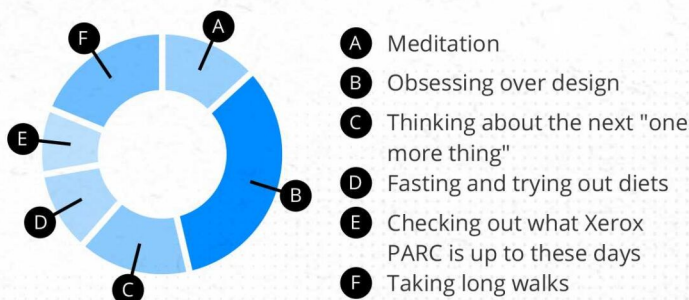 F
A
E
B
D
C
A Meditation
B Obsessing over design
C Thinking about the next "one
more thing"
D Fasting and trying out diets
E Checking out what Xerox
PARC is up to these days
F Taking long walks